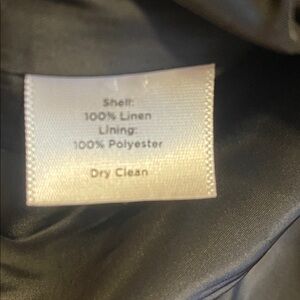 Shell:
100% Linen
Lining:
100% Polyester
Dry Clean